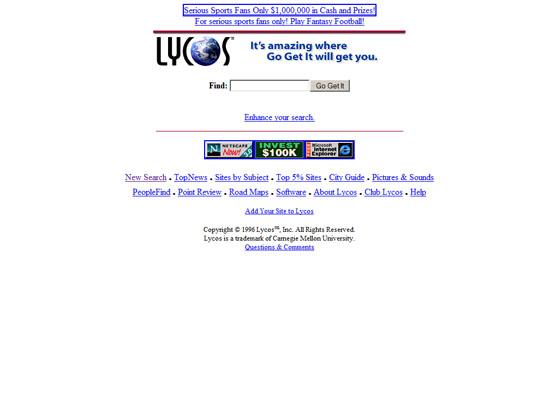 Serious Sports Fans Only $1,000,000 in Cash and Prizes!
For serious sports fans only! Play Fantasy Football!
LYCOS®
It's amazing where
Go Get It will get you.
Find: Go Get It
Enhance your search.
NETSCAPE Now! INVEST $100K Microsoft Internet Explorer
New Search • TopNews • Sites by Subject • Top 5% Sites • City Guide • Pictures & Sounds
PeopleFind • Point Review • Road Maps • Software • About Lycos • Club Lycos • Help
Add Your Site to Lycos
Copyright © 1996 Lycos℠, Inc. All Rights Reserved.
Lycos is a trademark of Carnegie Mellon University.
Questions & Comments